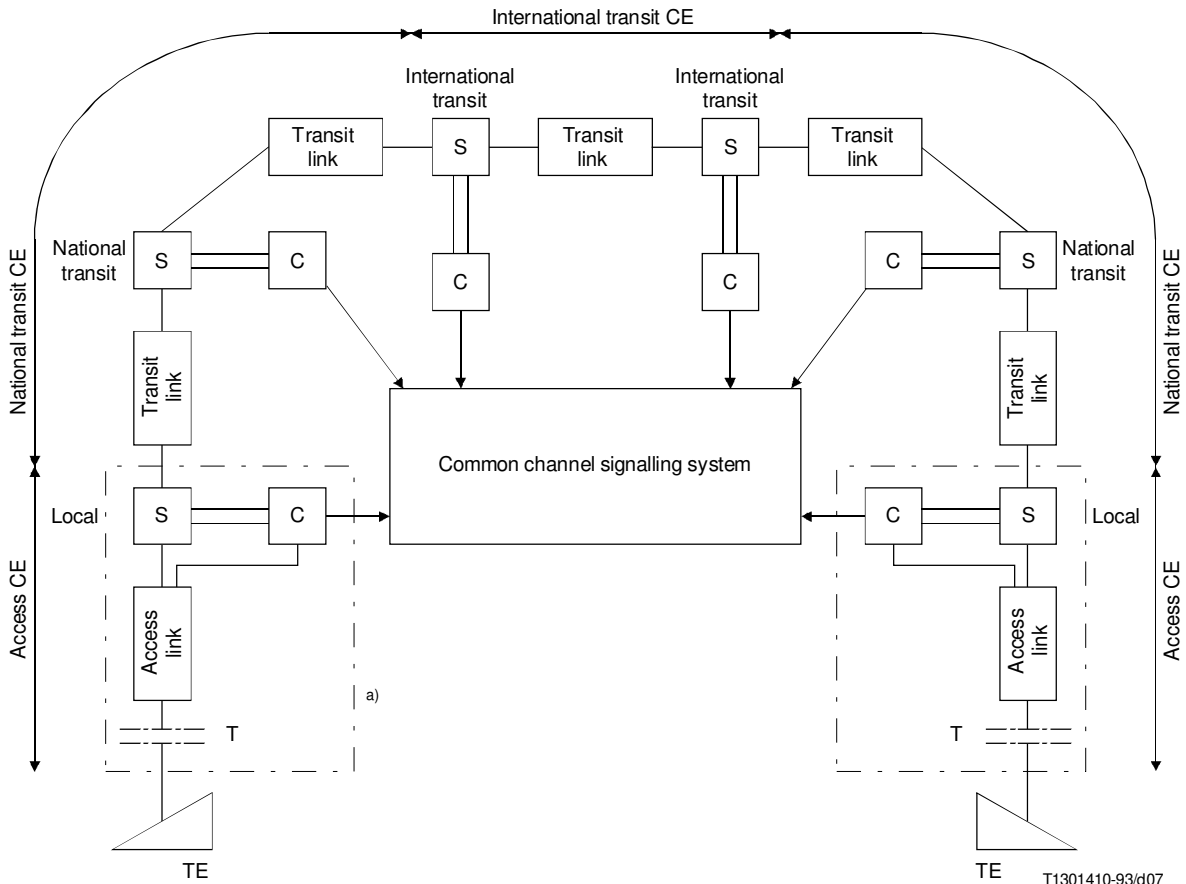 International transit CE
International
transit
International
transit
Transit
link
S
Transit
link
S
Transit
link
National
transit
S
C
C
C
C
S
National
transit
National transit CE
National transit CE
Transit
link
Transit
link
Common channel signalling system
Local
S
C
C
S
Local
Access CE
Access CE
Access
link
Access
link
a)
T
T
TE
TE
T1301410-93/d07